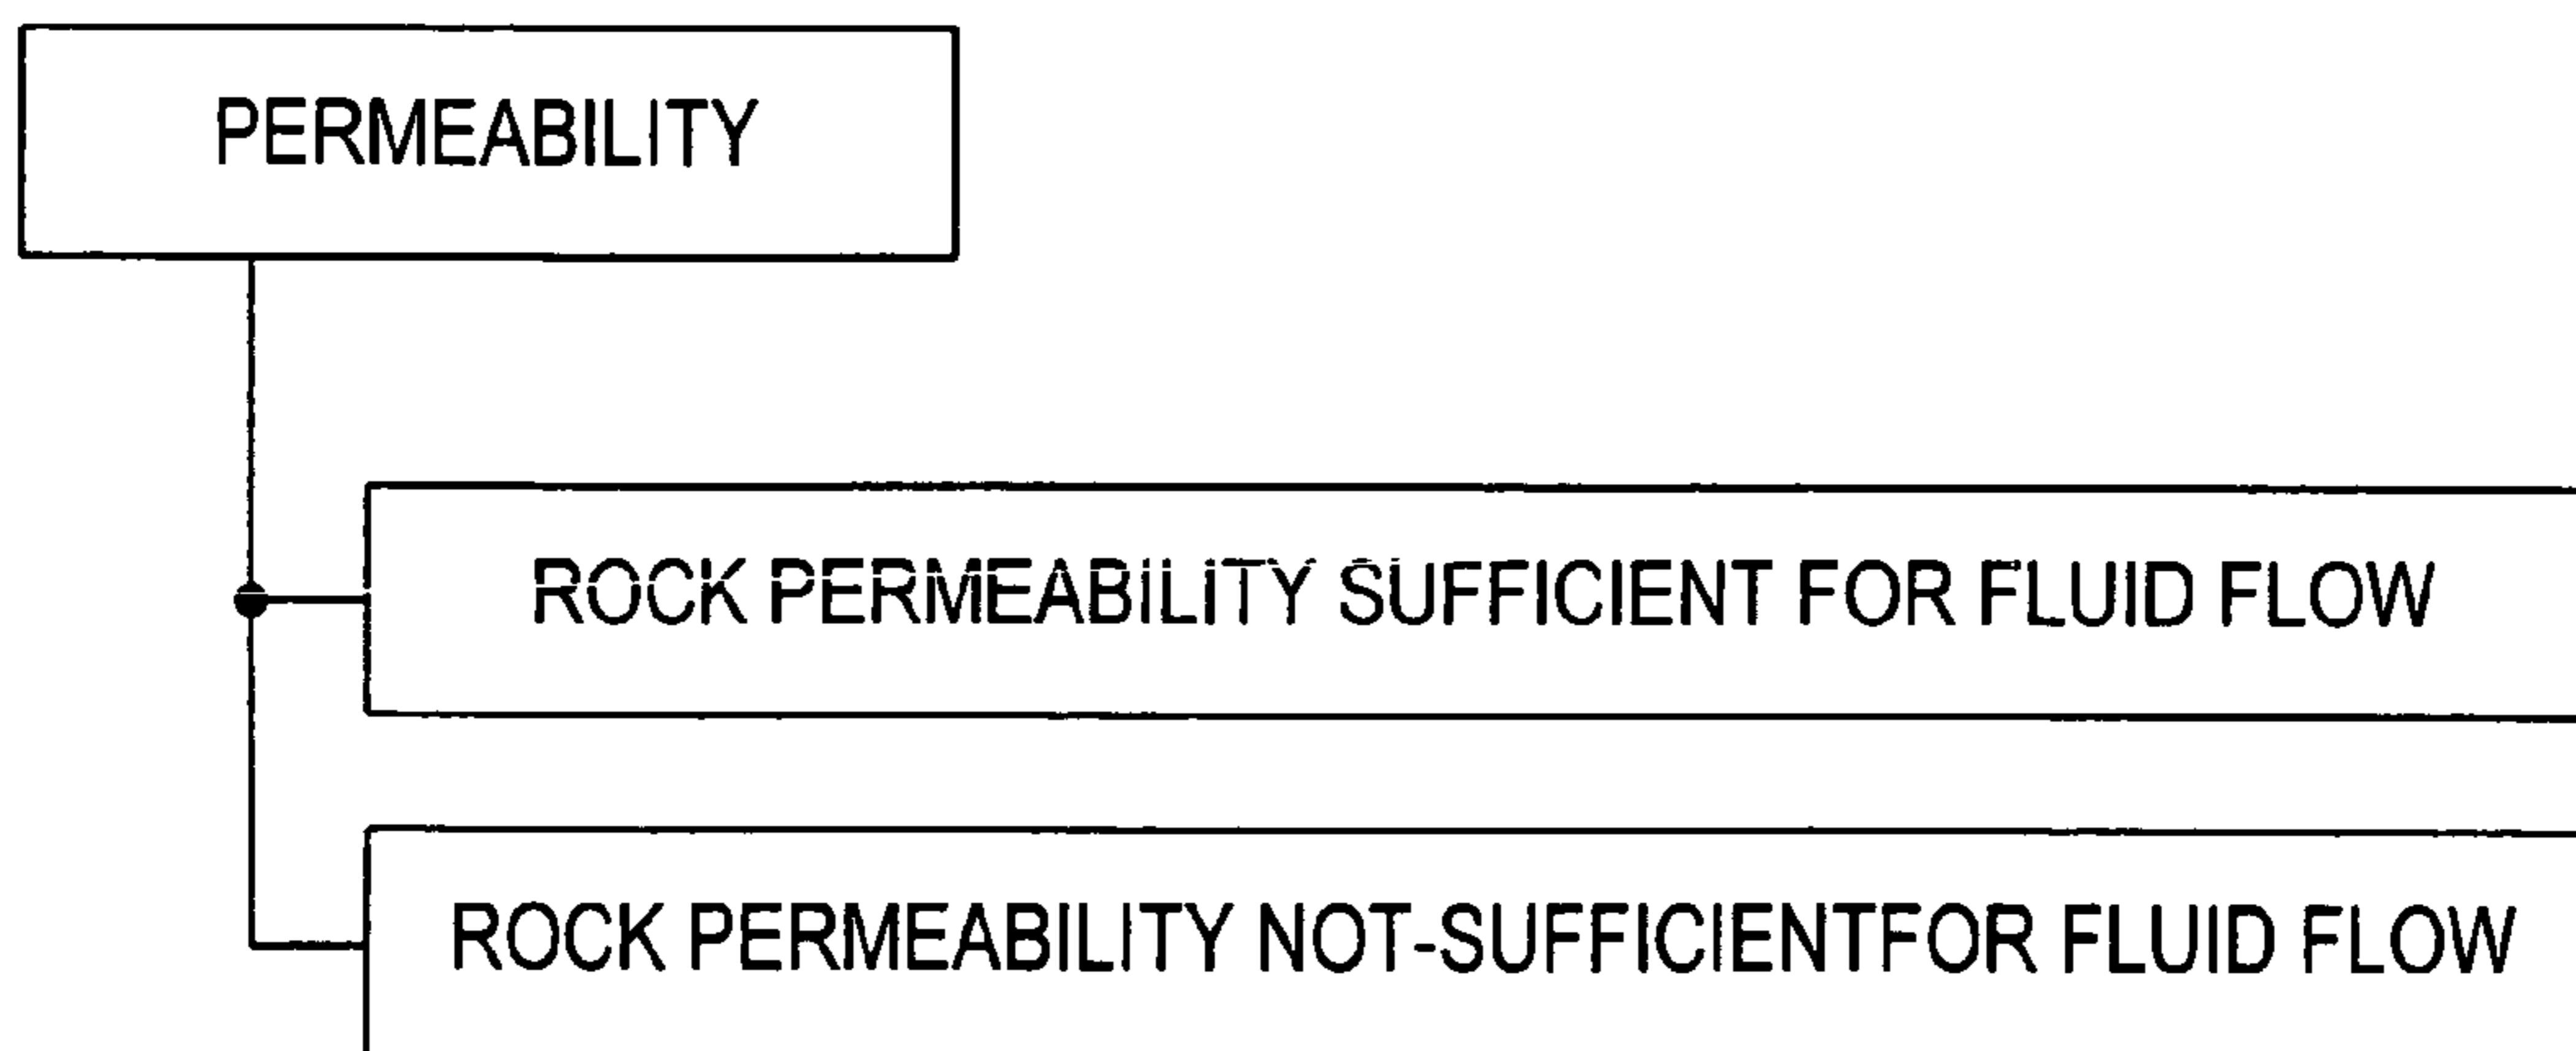 PERMEABILITY
ROCK PERMEABILITY SUFFICIENT FOR FLUID FLOW
ROCK PERMEABILITY NOT-SUFFICIENTFOR FLUID FLOW